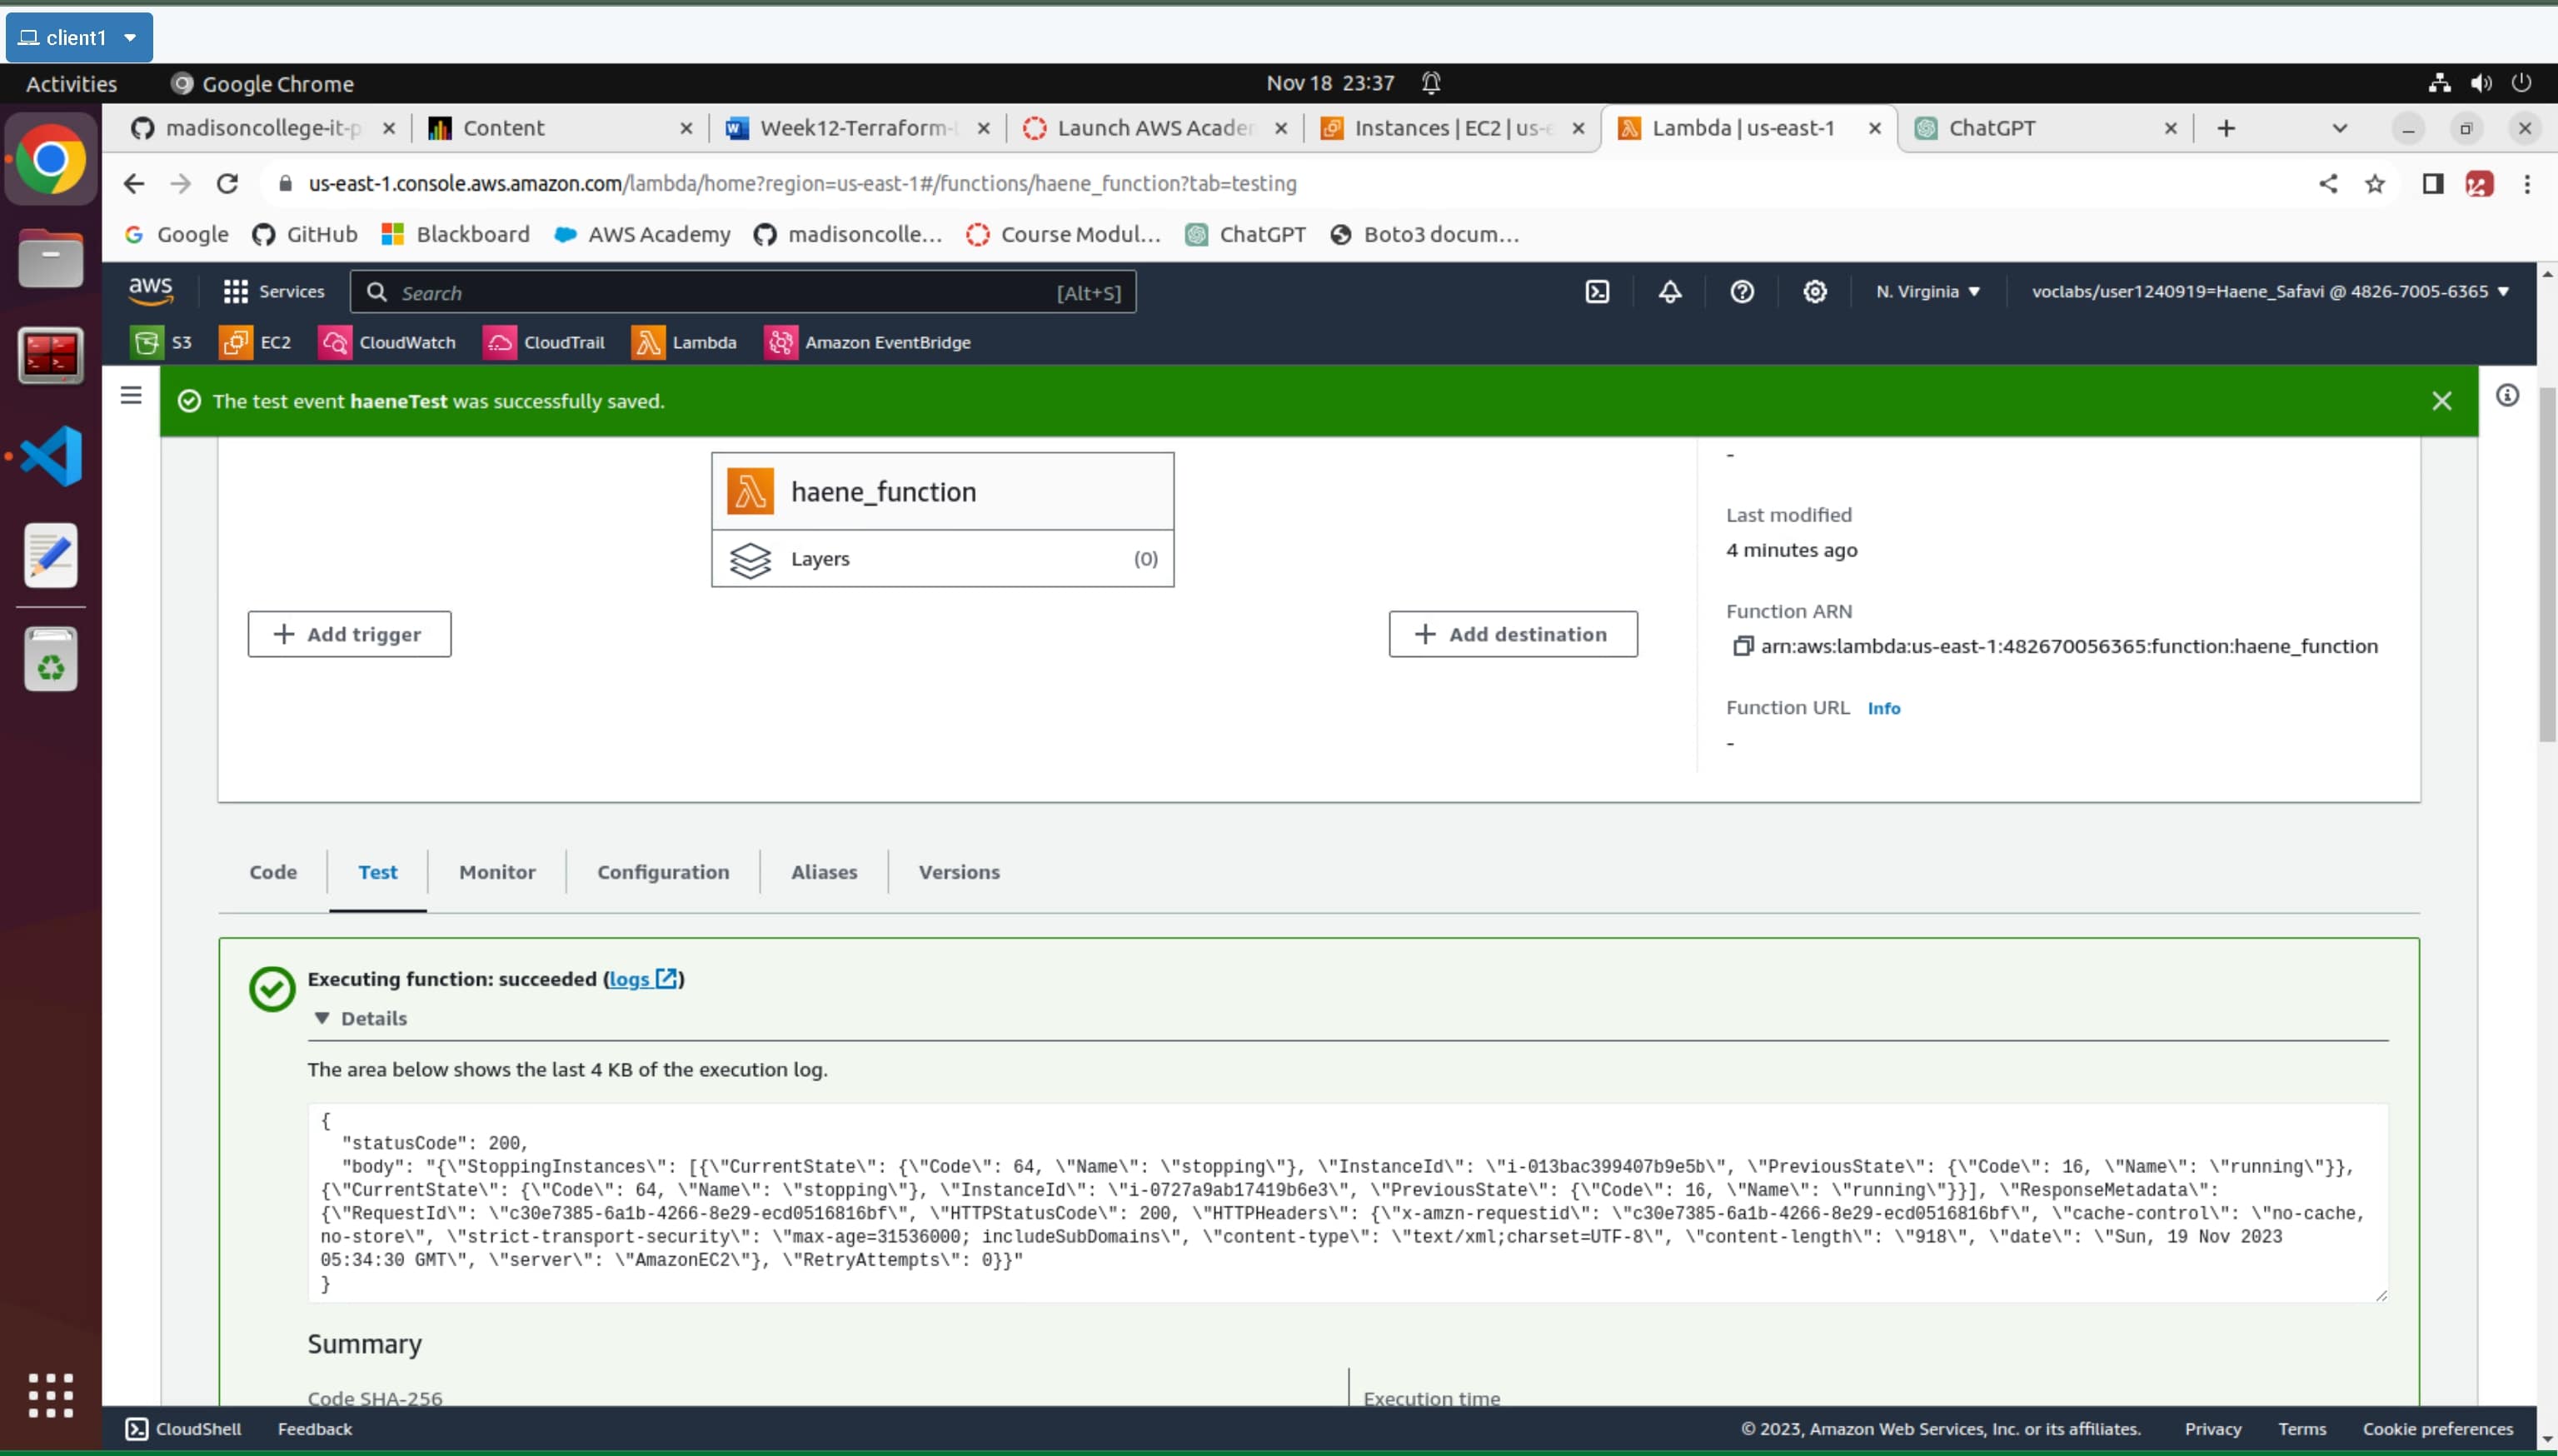 client1
Activities
Google Chrome
Nov 18 23:37
madisoncollege-it-p
Content
Week12-Terraform-
Launch AWS Acader
Instances | EC2 | us-e
Lambda | us-east-1
ChatGPT
us-east-1.console.aws.amazon.com/lambda/home?region=us-east-1#/functions/haene_function?tab=testing
Google
GitHub
Blackboard
AWS Academy
madisoncolle...
Course Modul...
ChatGPT
Boto3 docum...
aws
Services
Search
[Alt+S]
N. Virginia
voclabs/user1240919=Haene_Safavi @ 4826-7005-6365
S3
EC2
CloudWatch
CloudTrail
Lambda
Amazon EventBridge
The test event haeneTest was successfully saved.
haene_function
Layers
(0)
Add trigger
Add destination
-
Last modified
4 minutes ago
Function ARN
arn:aws:lambda:us-east-1:482670056365:function:haene_function
Function URL Info
-
Code
Test
Monitor
Configuration
Aliases
Versions
Executing function: succeeded (logs)
Details
The area below shows the last 4 KB of the execution log.
{
"statusCode": 200,
"body": "{\"StoppingInstances\": [{\"CurrentState\": {\"Code\": 64, \"Name\": \"stopping\"}, \"InstanceId\": \"i-013bac399407b9e5b\", \"PreviousState\": {\"Code\": 16, \"Name\": \"running\"}},
{\"CurrentState\": {\"Code\": 64, \"Name\": \"stopping\"}, \"InstanceId\": \"i-0727a9ab17419b6e3\", \"PreviousState\": {\"Code\": 16, \"Name\": \"running\"}}], \"ResponseMetadata\":
{\"RequestId\": \"c30e7385-6a1b-4266-8e29-ecd0516816bf\", \"HTTPStatusCode\": 200, \"HTTPHeaders\": {\"x-amzn-requestid\": \"c30e7385-6a1b-4266-8e29-ecd0516816bf\", \"cache-control\": \"no-cache,
no-store\", \"strict-transport-security\": \"max-age=31536000; includeSubDomains\", \"content-type\": \"text/xml;charset=UTF-8\", \"content-length\": \"918\", \"date\": \"Sun, 19 Nov 2023
05:34:30 GMT\", \"server\": \"AmazonEC2\"}, \"RetryAttempts\": 0}}"
}
Summary
Code SHA-256
Execution time
CloudShell
Feedback
© 2023, Amazon Web Services, Inc. or its affiliates.
Privacy
Terms
Cookie preferences